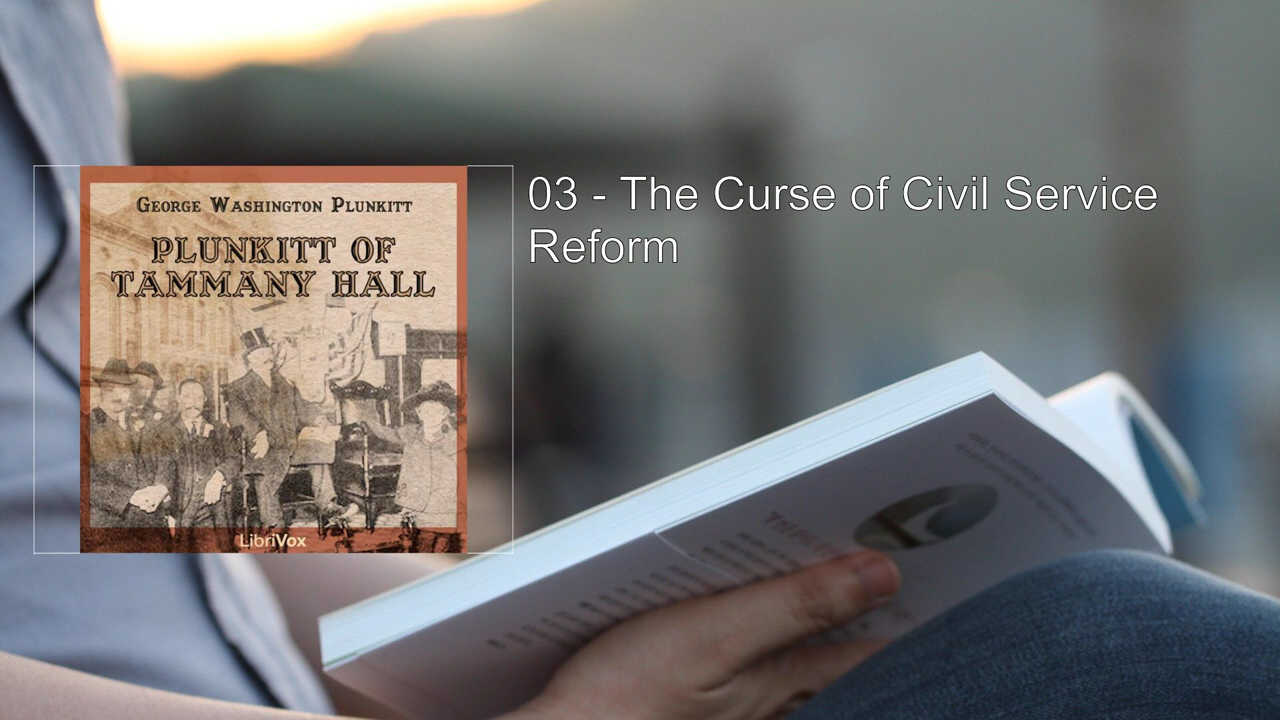 George Washington Plunkitt
Plunkitt of
Tammany Hall
LibriVox
03 - The Curse of Civil Service
Reform